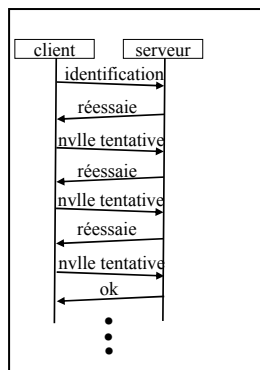 client serveur
identification
réessaie
nvlle tentative
réessaie
nvlle tentative
réessaie
nvlle tentative
ok